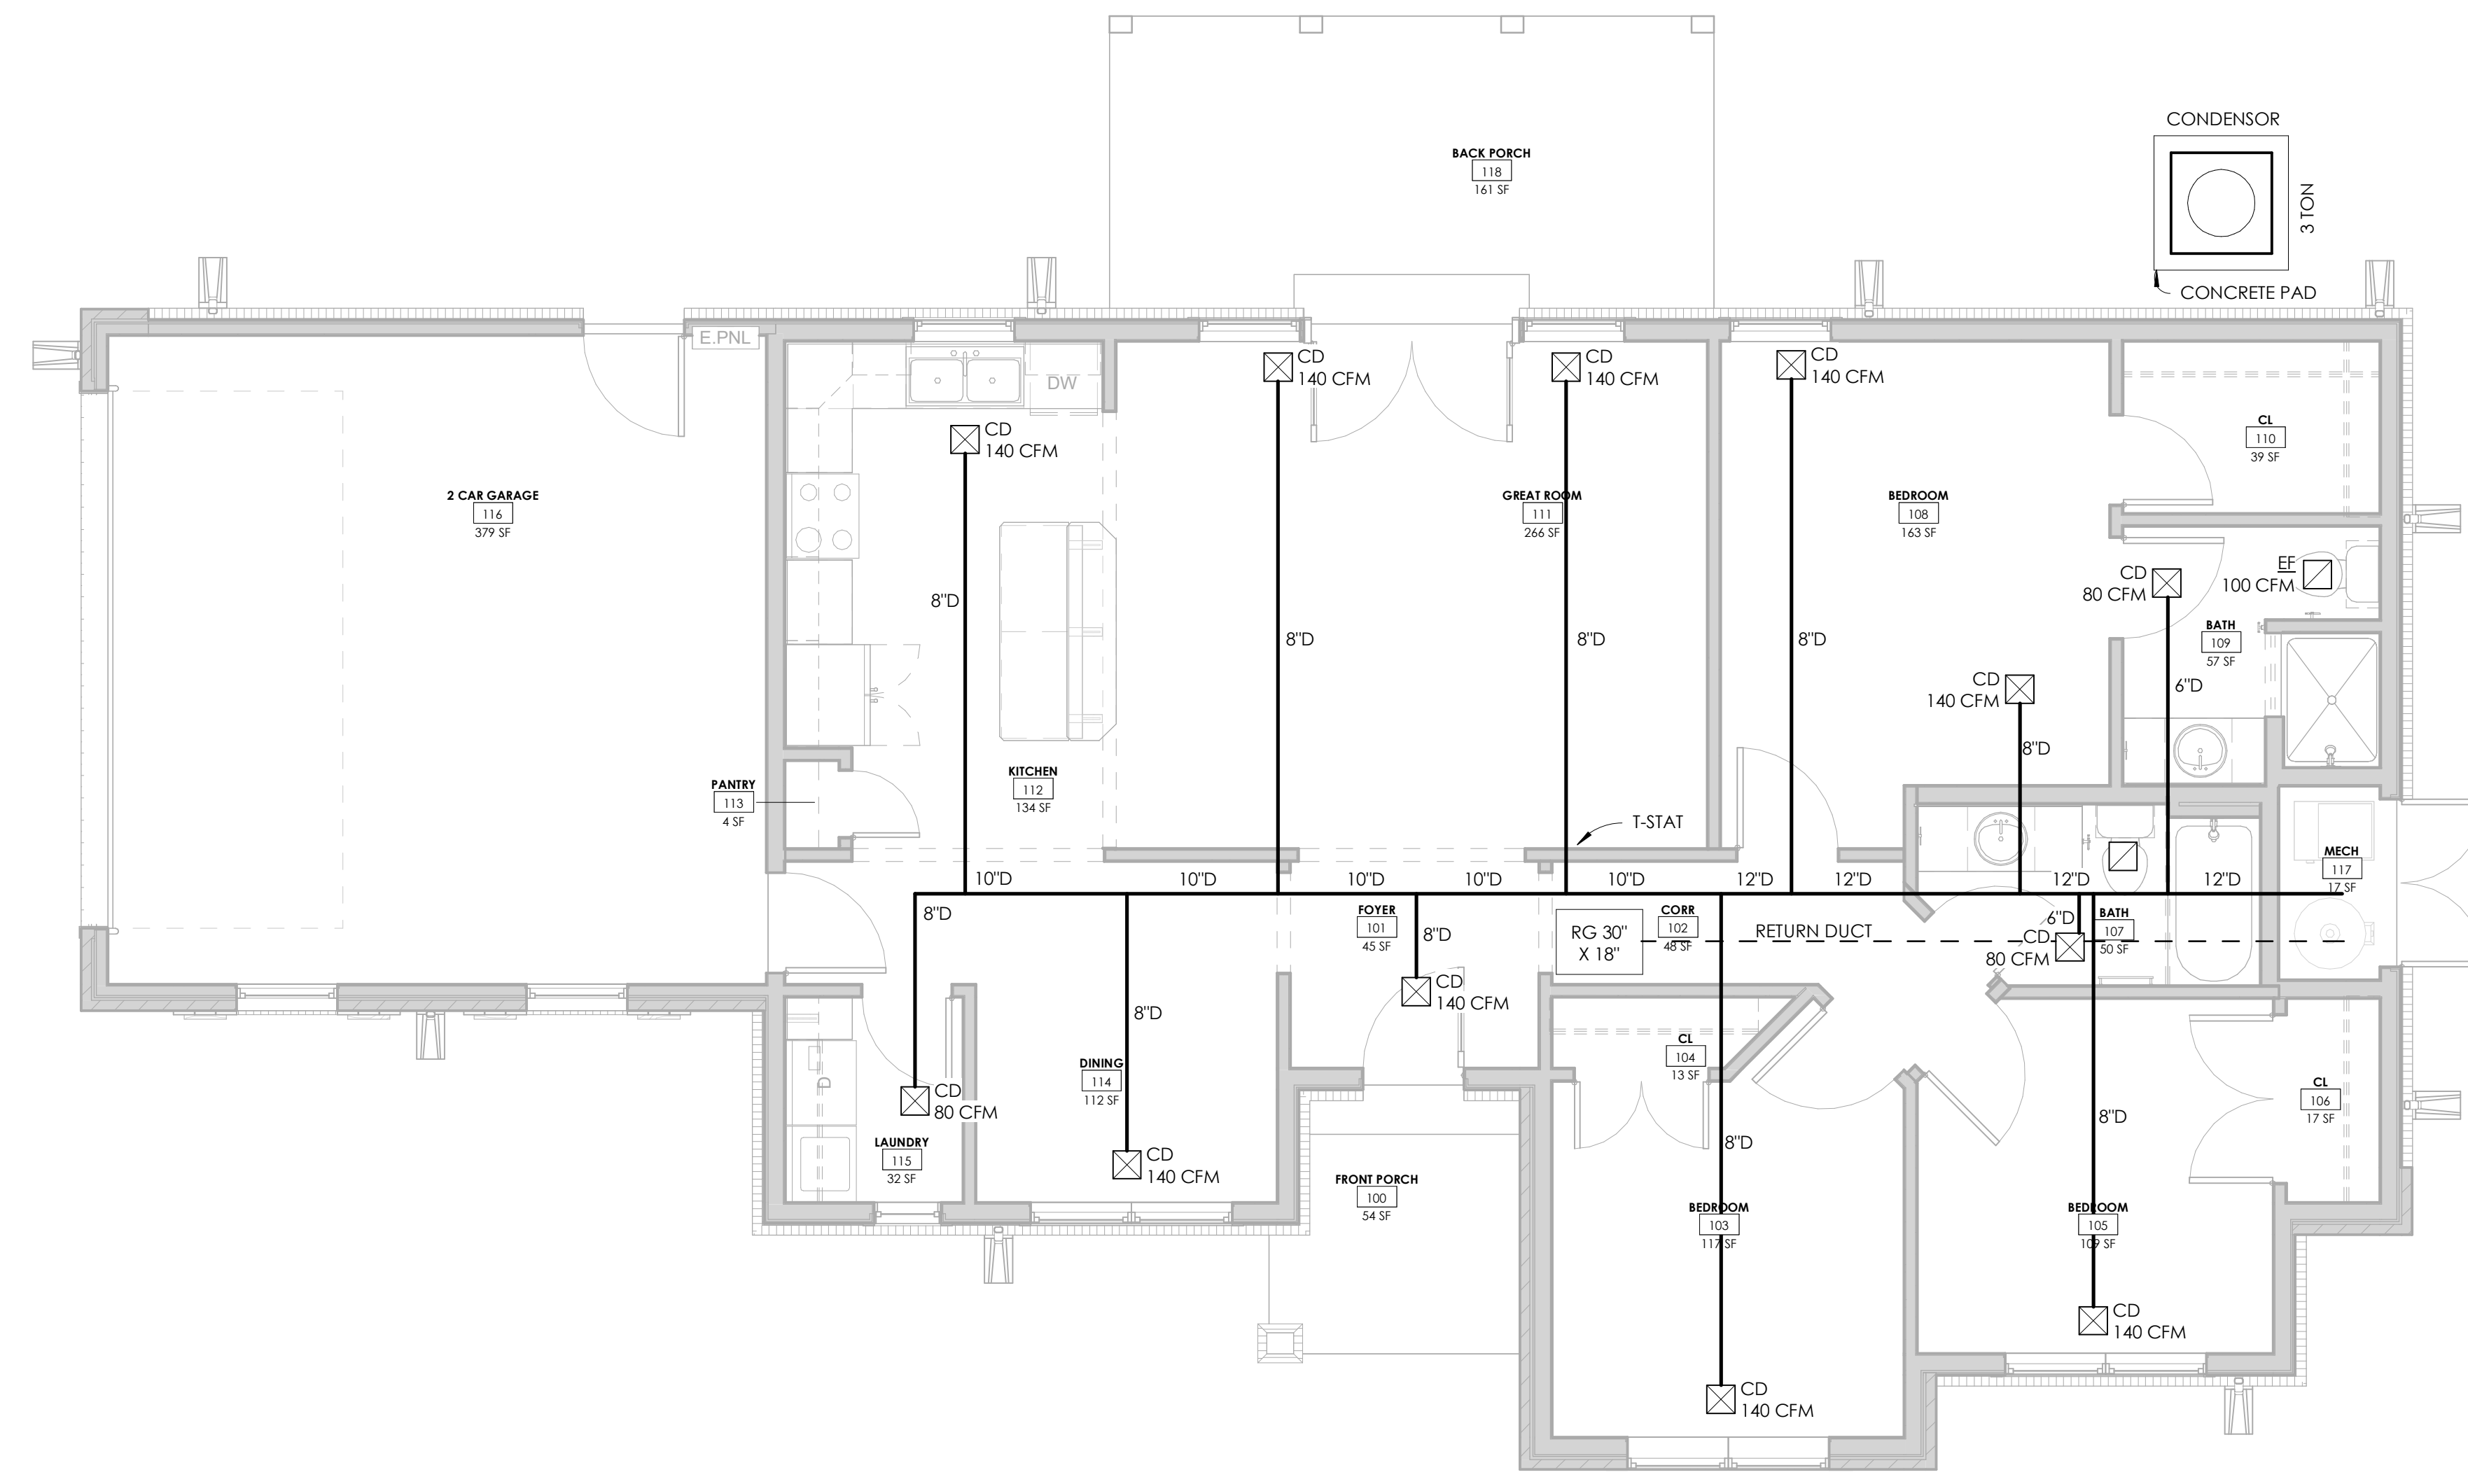 CONDENSOR
3 TON
CONCRETE PAD
BACK PORCH
118
161 SF
E.PNL
DW
CD
140 CFM
CD
140 CFM
CD
140 CFM
CD
140 CFM
CL
110
39 SF
2 CAR GARAGE
116
379 SF
GREAT ROOM
111
266 SF
BEDROOM
108
163 SF
EF
100 CFM
CD
80 CFM
8"D
8"D
8"D
8"D
BATH
109
57 SF
6"D
CD
140 CFM
8"D
PANTRY
113
4 SF
KITCHEN
112
134 SF
T-STAT
MECH
117
17 SF
10"D
10"D
10"D
10"D
10"D
12"D
12"D
12"D
12"D
8"D
FOYER
101
45 SF
8"D
RG 30"
X 18"
CORR
102
48 SF
RETURN DUCT
6"D
CD
80 CFM
BATH
107
50 SF
CD
140 CFM
8"D
CL
104
13 SF
DINING
114
112 SF
D
CD
80 CFM
LAUNDRY
115
32 SF
CD
140 CFM
8"D
8"D
CL
106
17 SF
FRONT PORCH
100
54 SF
BEDROOM
103
117 SF
BEDROOM
105
109 SF
CD
140 CFM
CD
140 CFM